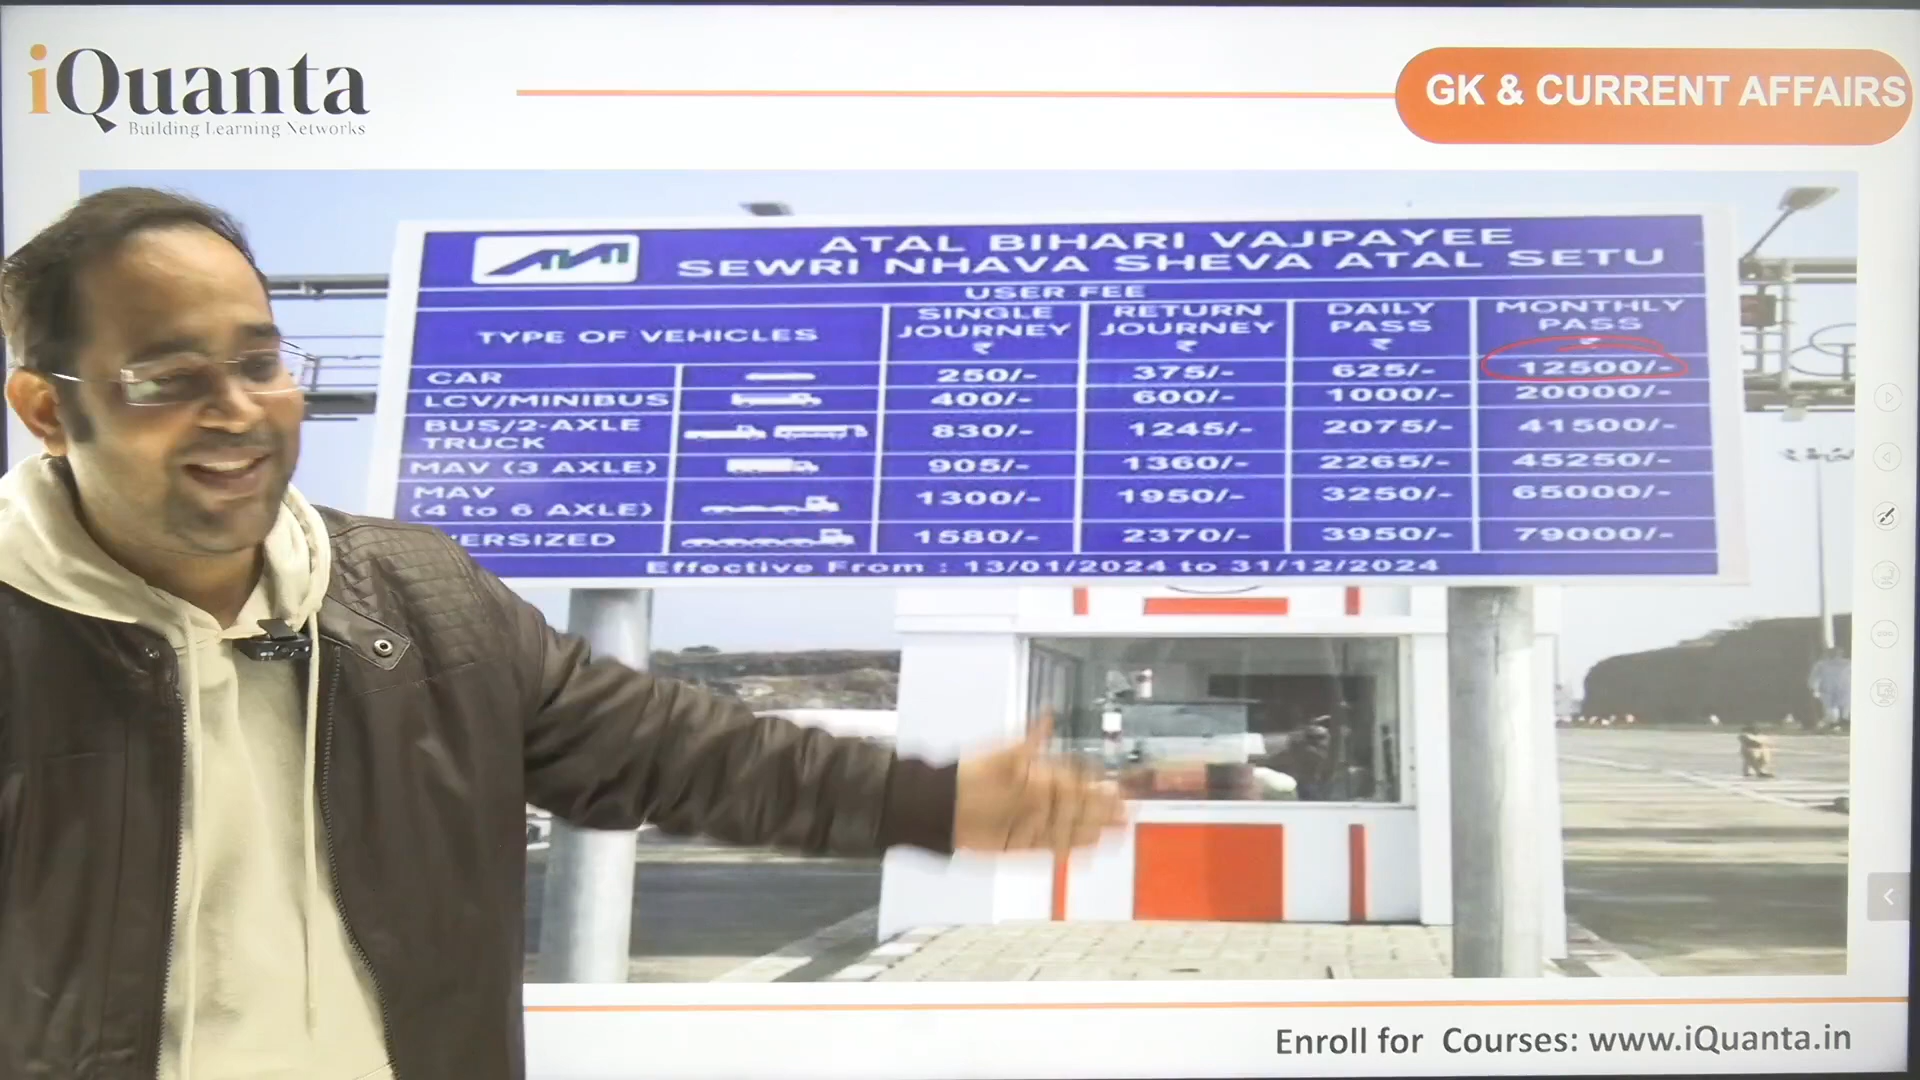 iQuanta
Building Learning Networks
GK & CURRENT AFFAIRS
ATAL BIHARI VAJPAYEE
SEWRI NHAVA SHEVA ATAL SETU
USER FEE
TYPE OF VEHICLES SINGLE JOURNEY ₹ RETURN JOURNEY ₹ DAILY PASS ₹ MONTHLY PASS ₹
CAR 250/- 375/- 625/- 12500/-
LCV/MINIBUS 400/- 600/- 1000/- 20000/-
BUS/2-AXLE TRUCK 830/- 1245/- 2075/- 41500/-
MAV (3 AXLE) 905/- 1360/- 2265/- 45250/-
MAV (4 to 6 AXLE) 1300/- 1950/- 3250/- 65000/-
VERSIZED 1580/- 2370/- 3950/- 79000/-
Effective From : 13/01/2024 to 31/12/2024
Enroll for Courses: www.iQuanta.in